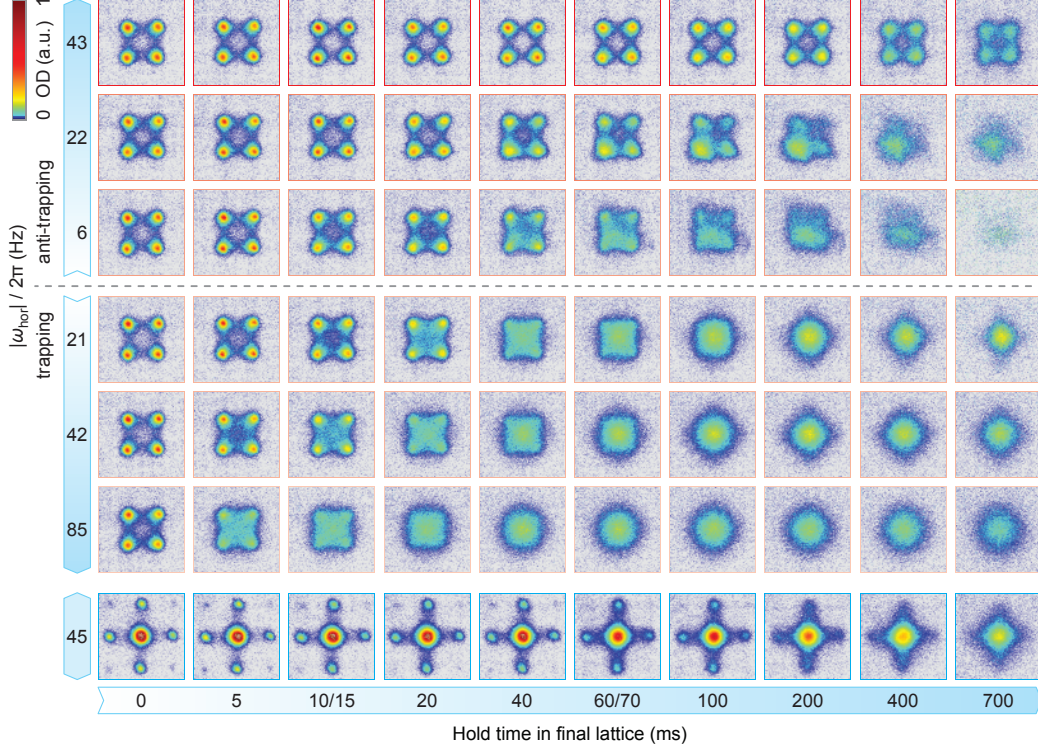 0 OD (a.u.) 1
|ω_hor| / 2π (Hz)
anti-trapping
trapping
43
22
6
21
42
85
45
0 5 10/15 20 40 60/70 100 200 400 700
Hold time in final lattice (ms)